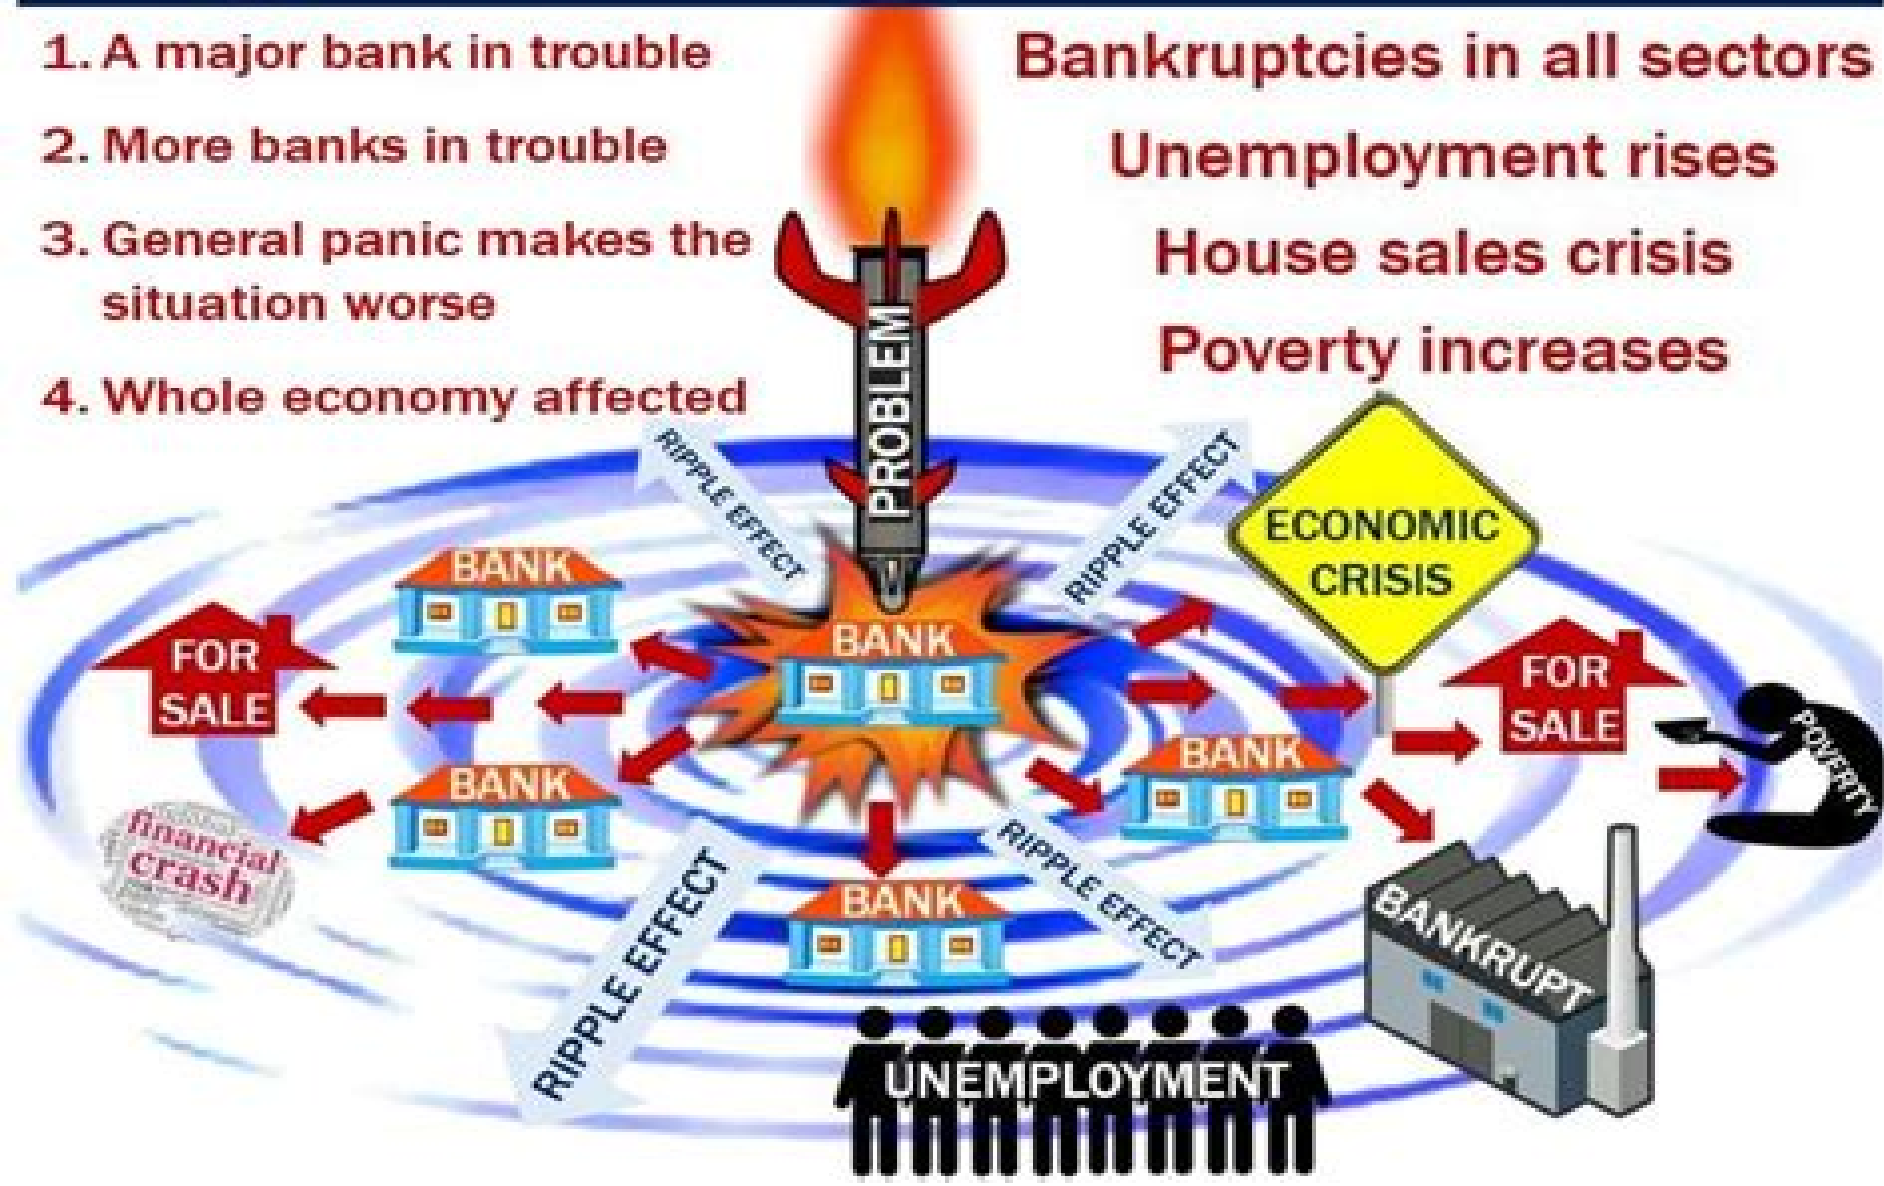 1. A major bank in trouble
2. More banks in trouble
3. General panic makes the
situation worse
4. Whole economy affected
Bankruptcies in all sectors
Unemployment rises
House sales crisis
Poverty increases
PROBLEM
RIPPLE EFFECT
RIPPLE EFFECT
ECONOMIC
CRISIS
BANK
BANK
FOR
SALE
FOR
SALE
POVERTY
BANK
BANK
financial
crash
RIPPLE EFFECT
RIPPLE EFFECT
BANK
BANKRUPT
UNEMPLOYMENT